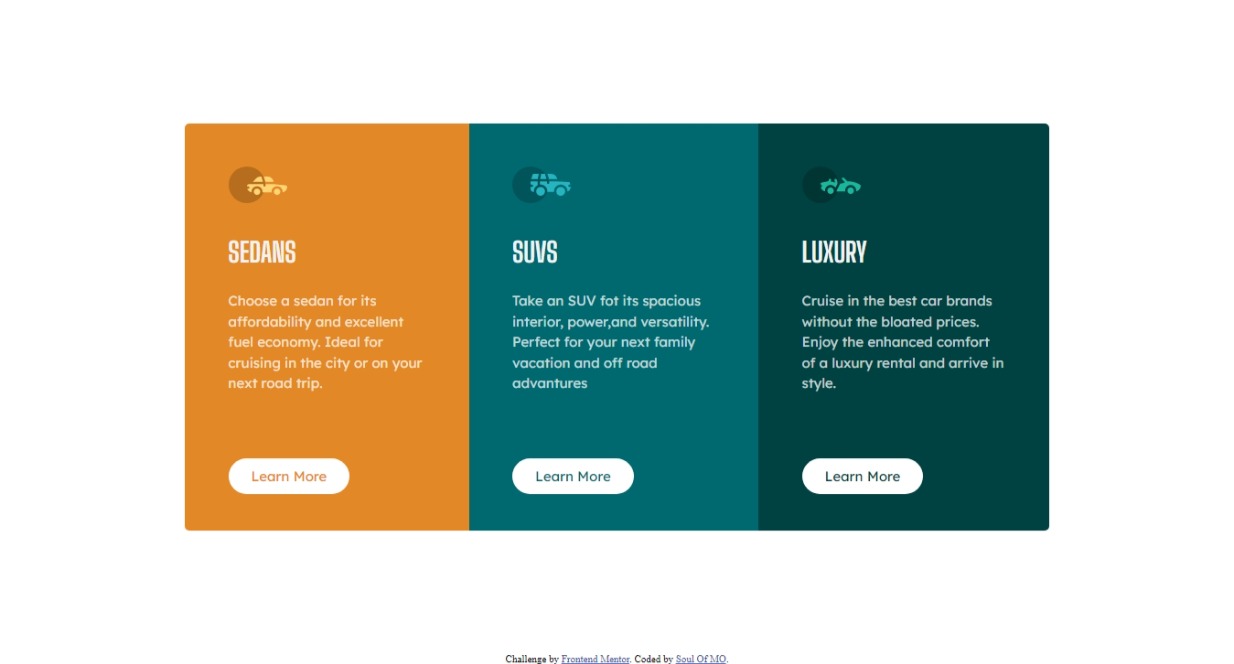 SEDANS
Choose a sedan for its
affordability and excellent
fuel economy. Ideal for
cruising in the city or on your
next road trip.
Learn More
SUVS
Take an SUV fot its spacious
interior, power,and versatility.
Perfect for your next family
vacation and off road
advantures
Learn More
LUXURY
Cruise in the best car brands
without the bloated prices.
Enjoy the enhanced comfort
of a luxury rental and arrive in
style.
Learn More
Challenge by Frontend Mentor. Coded by Soul Of MO.